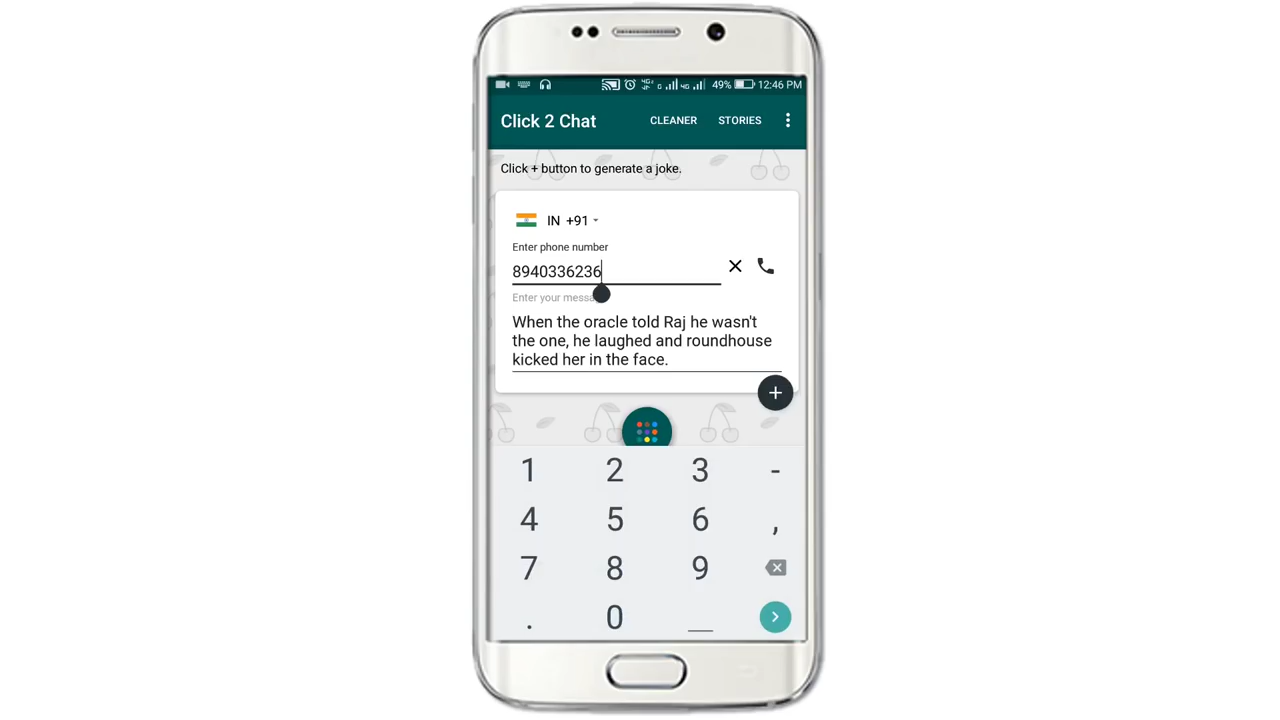 49% 12:46 PM
Click 2 Chat CLEANER STORIES
Click + button to generate a joke.
IN +91
Enter phone number
8940336236
Enter your messa
When the oracle told Raj he wasn't
the one, he laughed and roundhouse
kicked her in the face.
+
1 2 3 -
4 5 6 ,
7 8 9
. 0 _